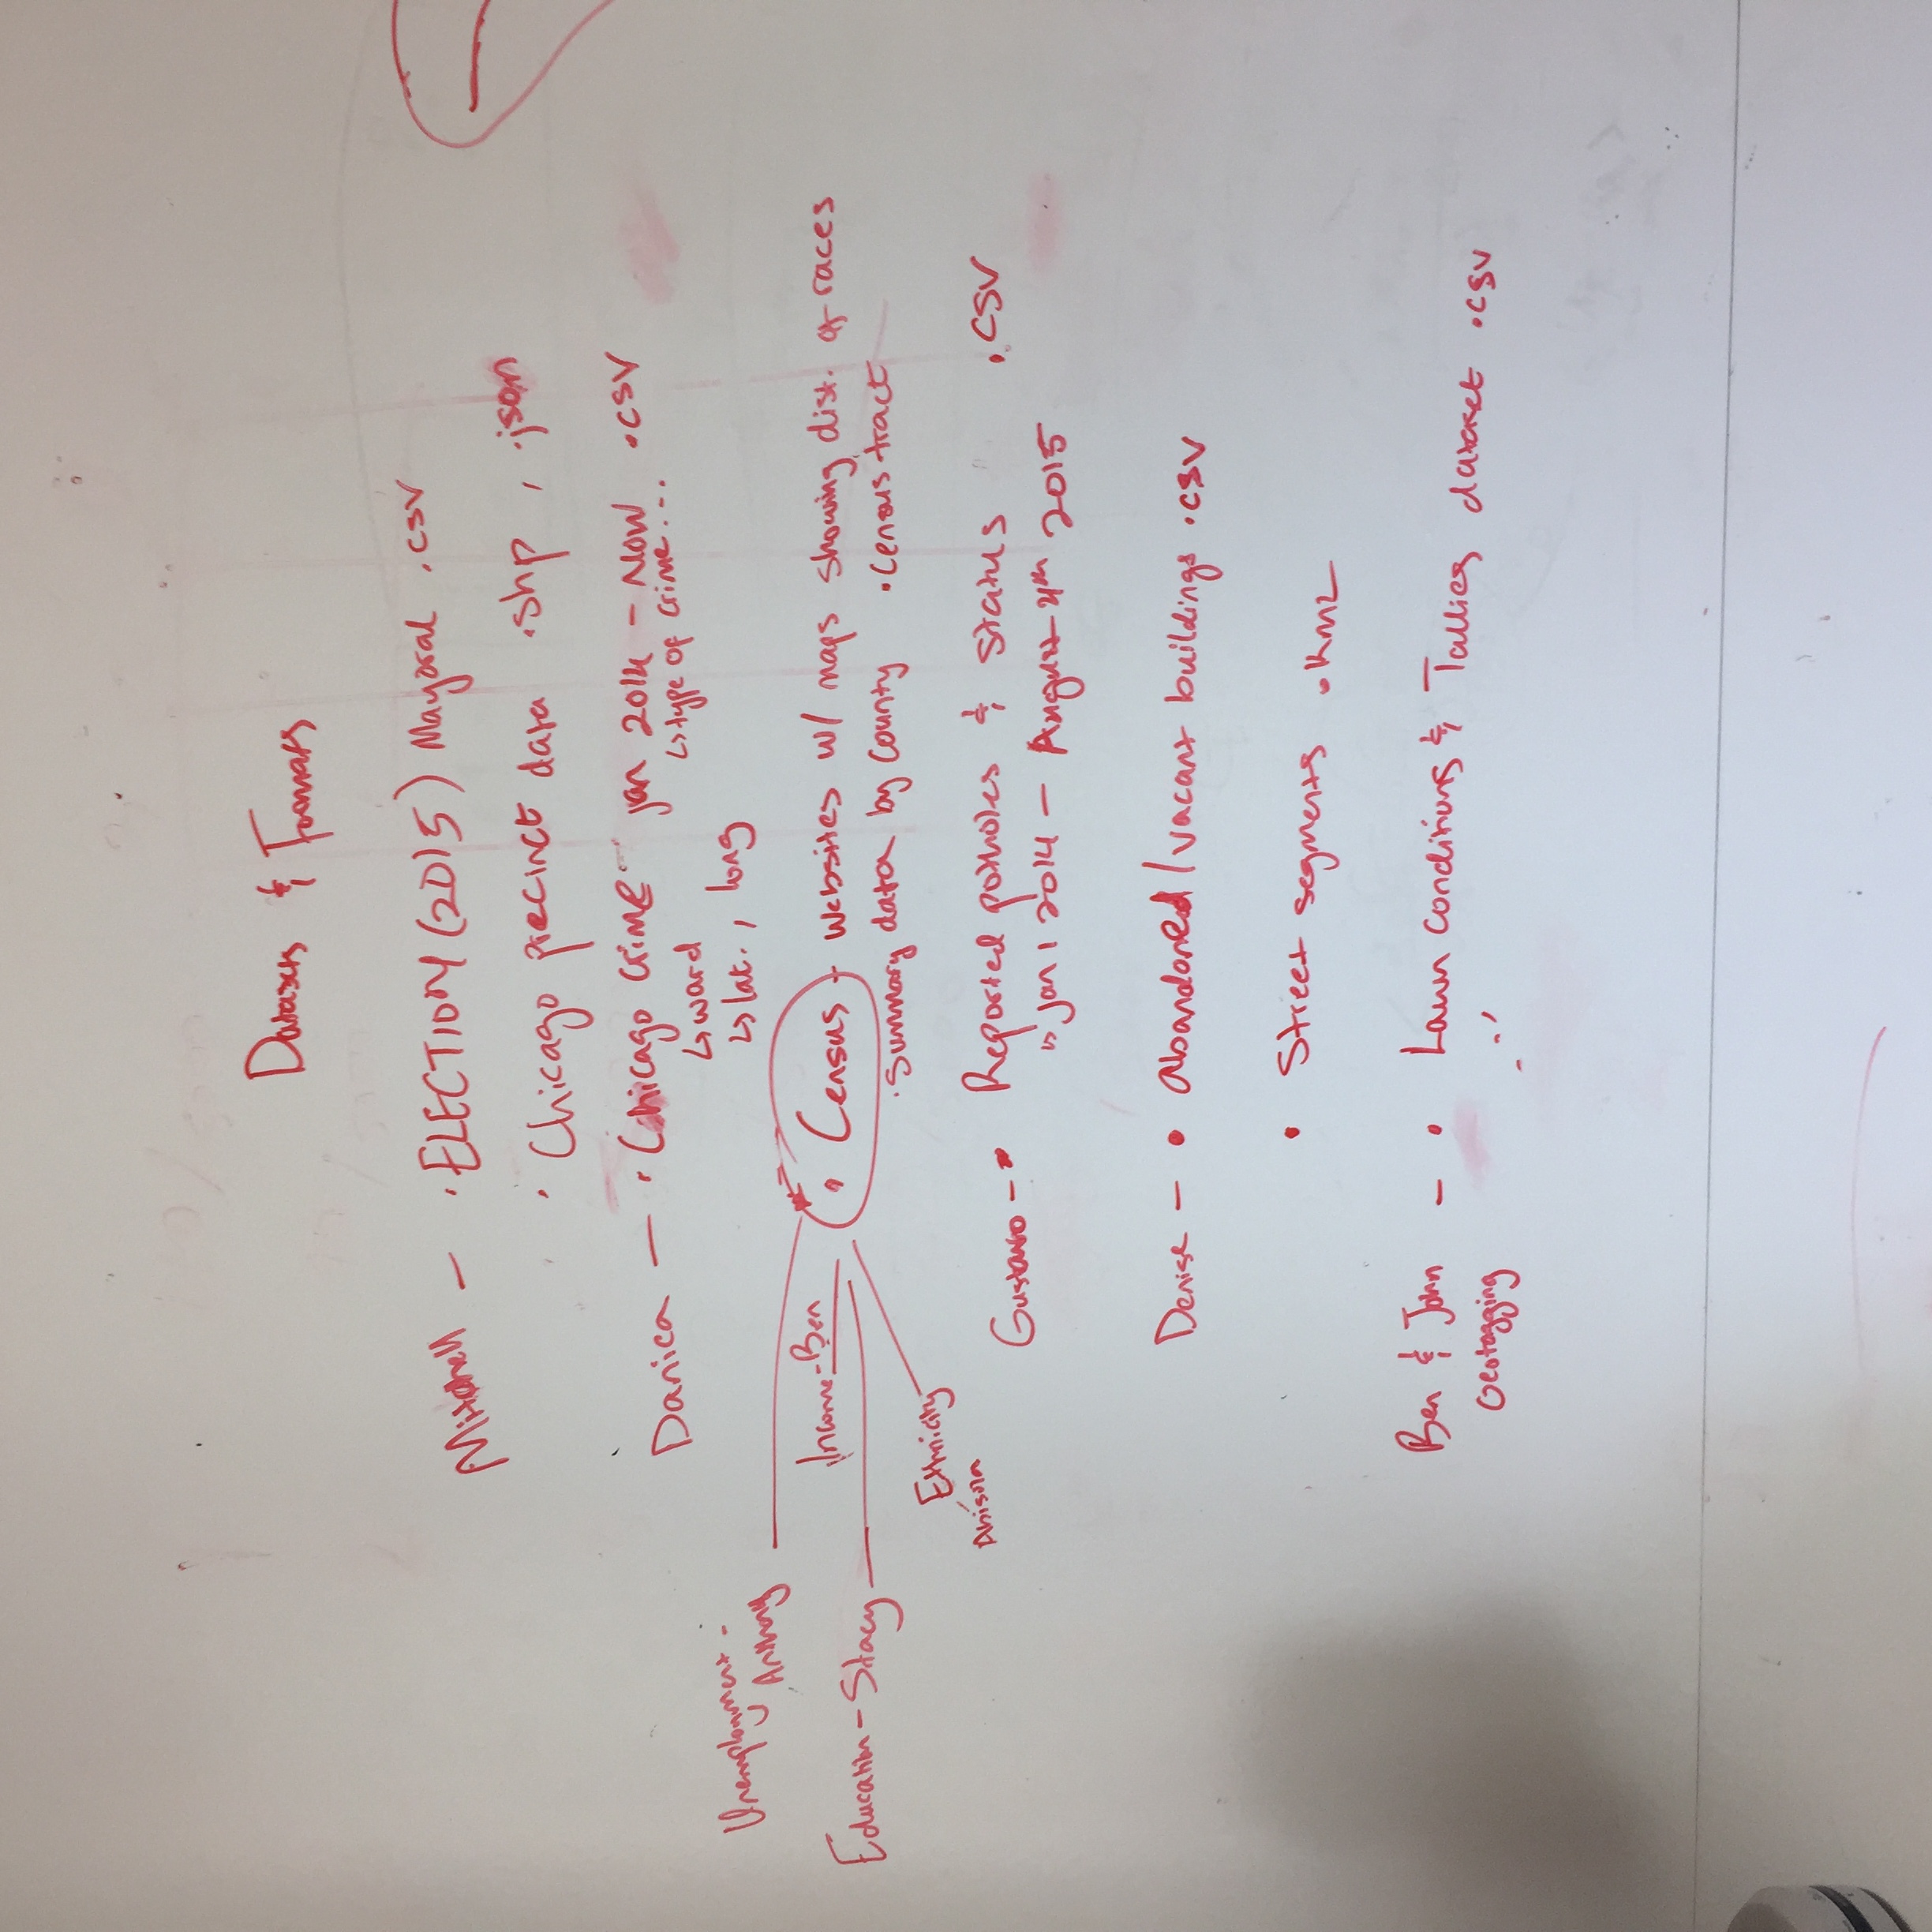 Datasets & Formats
Mitchell — · ELECTION (2015) Mayoral .csv
· Chicago precinct data .shp , .json
Danica — · Chicago Crime jan 2014 - Now .csv
↳ ward
↳ type of crime...
↳ lat. , long
Unemployment -
Anthony
Income - Ben
Education - Stacy
Ethnicity
Abisola
· Census - websites w/ maps showing dist. of races
· Summary data by County · Census tract
Gustavo - • Reported potholes & status .CSV
↳ jan 1 2014 - August 4th 2015
Denise - • Abandoned/vacant buildings .csv
• Street segments .kmz
Ben & John - • Lawn conditions & Tallies dataset .csv
Geotagging